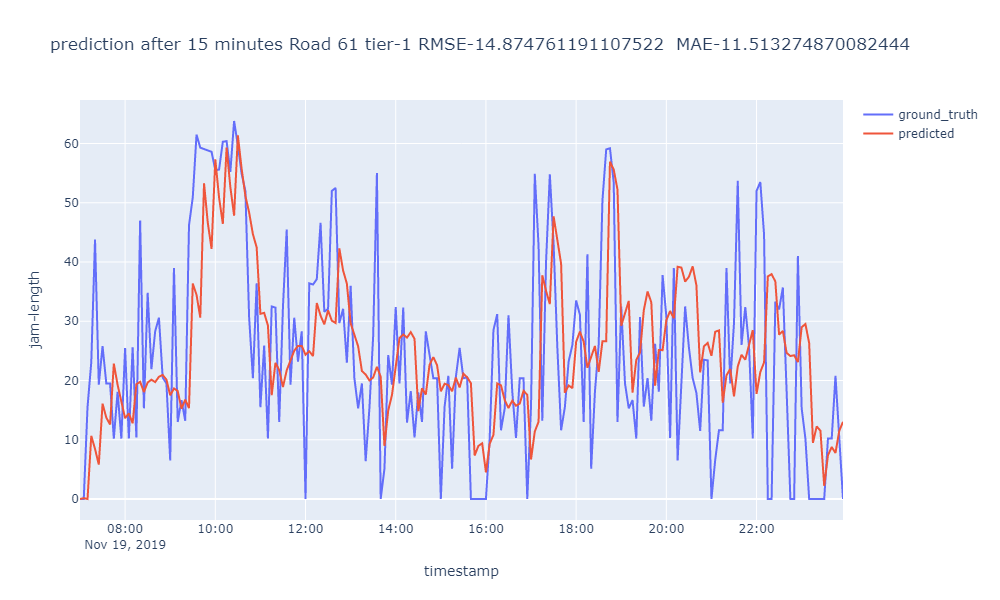 prediction after 15 minutes Road 61 tier-1 RMSE-14.874761191107522  MAE-11.513274870082444
ground_truth
predicted
60
50
40
30
20
10
0
jam-length
08:00 10:00 12:00 14:00 16:00 18:00 20:00 22:00
Nov 19, 2019
timestamp